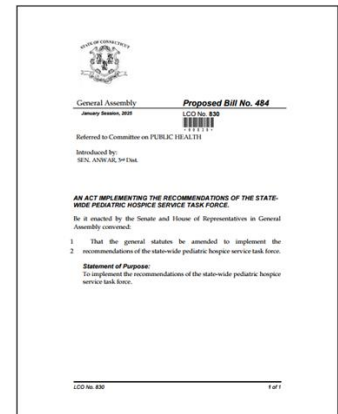 STATE OF CONNECTICUT
General Assembly
Proposed Bill No. 484
January Session, 2025
LCO No. 830
Referred to Committee on PUBLIC HEALTH
Introduced by:
SEN. ANWAR, 3rd Dist.
AN ACT IMPLEMENTING THE RECOMMENDATIONS OF THE STATE-
WIDE PEDIATRIC HOSPICE SERVICE TASK FORCE.
Be it enacted by the Senate and House of Representatives in General
Assembly convened:
1 That the general statutes be amended to implement the
2 recommendations of the state-wide pediatric hospice service task force.
Statement of Purpose:
To implement the recommendations of the state-wide pediatric hospice
service task force.
LCO No. 830
1 of 1